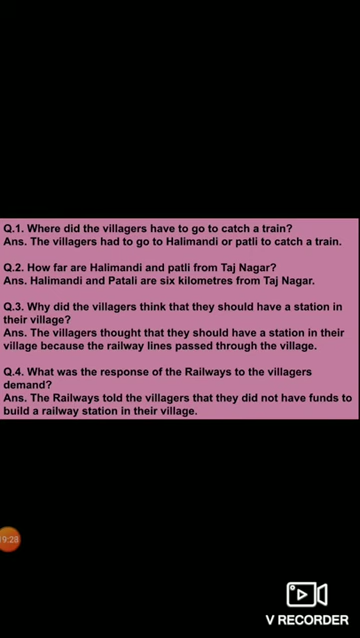 Q.1. Where did the villagers have to go to catch a train?
Ans. The villagers had to go to Halimandi or patli to catch a train.
Q.2. How far are Halimandi and patli from Taj Nagar?
Ans. Halimandi and Patali are six kilometres from Taj Nagar.
Q.3. Why did the villagers think that they should have a station in
their village?
Ans. The villagers thought that they should have a station in their
village because the railway lines passed through the village.
Q.4. What was the response of the Railways to the villagers
demand?
Ans. The Railways told the villagers that they did not have funds to
build a railway station in their village.
19:28
V RECORDER